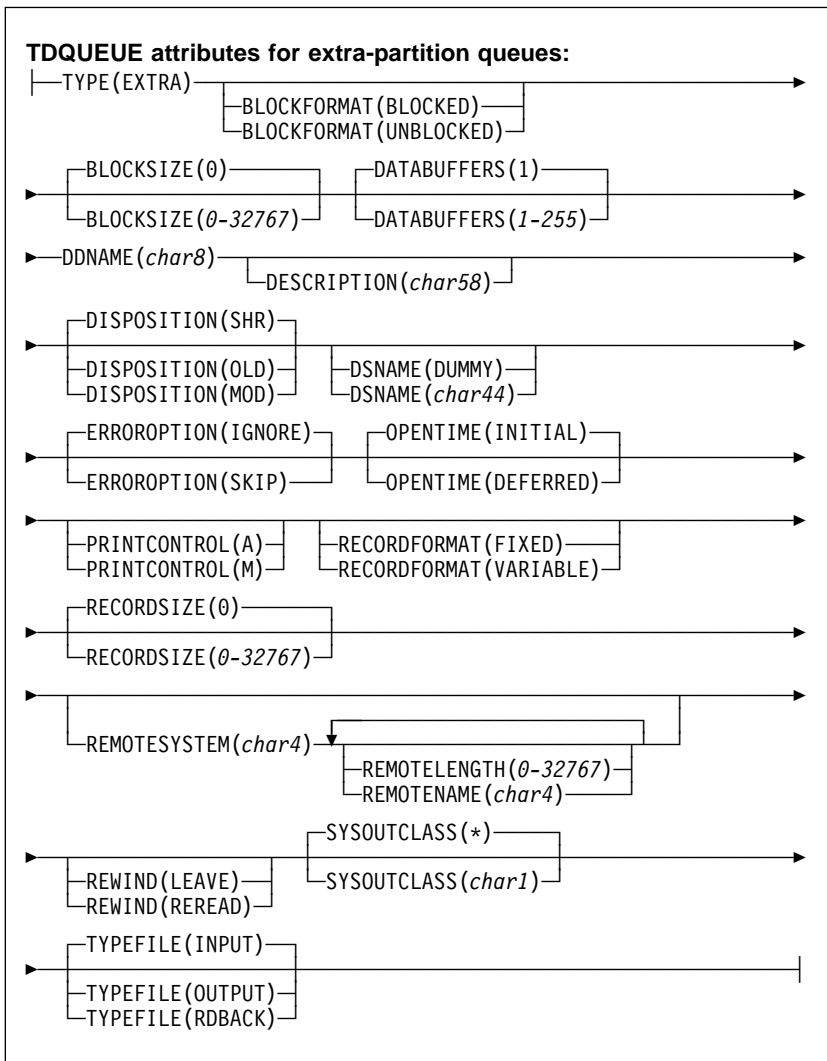 TDQUEUE attributes for extra-partition queues:
TYPE(EXTRA)
BLOCKFORMAT(BLOCKED)
BLOCKFORMAT(UNBLOCKED)
BLOCKSIZE(0) DATABUFFERS(1)
BLOCKSIZE(0-32767) DATABUFFERS(1-255)
DDNAME(char8)
DESCRIPTION(char58)
DISPOSITION(SHR)
DISPOSITION(OLD) DSNAME(DUMMY)
DISPOSITION(MOD) DSNAME(char44)
ERROROPTION(IGNORE) OPENTIME(INITIAL)
ERROROPTION(SKIP) OPENTIME(DEFERRED)
PRINTCONTROL(A) RECORDFORMAT(FIXED)
PRINTCONTROL(M) RECORDFORMAT(VARIABLE)
RECORDSIZE(0)
RECORDSIZE(0-32767)
REMOTESYSTEM(char4)
REMOTELENGTH(0-32767)
REMOTENAME(char4)
SYSOUTCLASS(*)
REWIND(LEAVE) SYSOUTCLASS(char1)
REWIND(REREAD)
TYPEFILE(INPUT)
TYPEFILE(OUTPUT)
TYPEFILE(RDBACK)